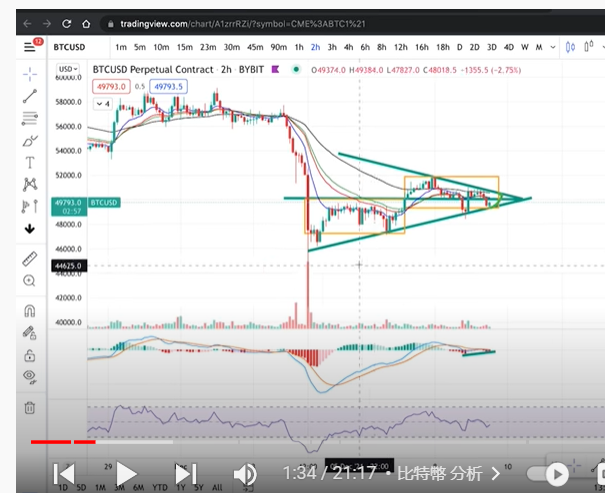 tradingview.com/chart/A1zrrRZi/?symbol=CME%3ABTC1%21
12
BTCUSD 1m 5m 10m 15m 23m 30m 45m 90m 1h 2h 3h 4h 6h 8h 12h 16h 18h D 2D 3D 4D W M
USD BTCUSD Perpetual Contract · 2h · BYBIT O49374.0 H49384.0 L47827.0 C48018.5 −1355.5 (−2.75%)
60000.0
49793.0 0.5 49793.5
58000.0
4
56000.0
54000.0
52000.0
49793.0 BTCUSD
02:57
48000.0
46000.0
44625.0
44000.0
42000.0
40000.0
29
10
1:34 / 21:17 • 比特幣 分析
1D 5D 1M 3M 6M YTD 1Y 5Y All